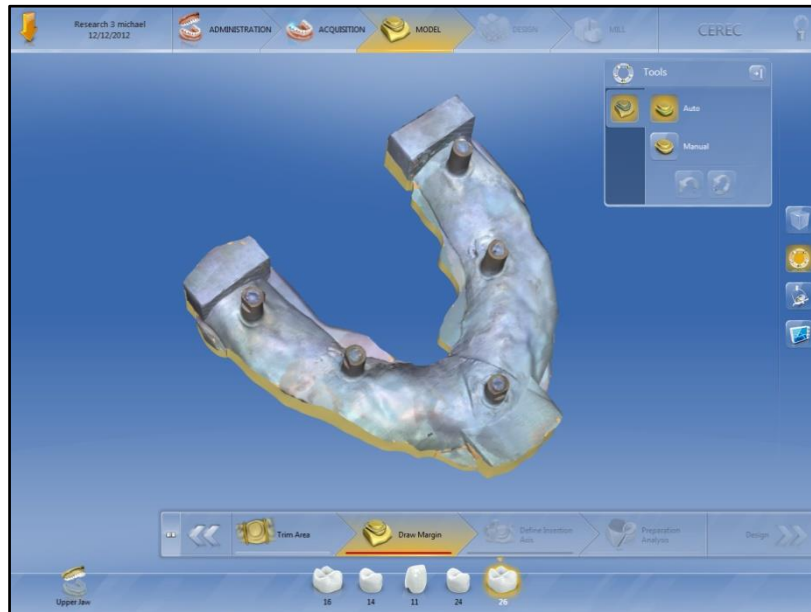 Research 3 michael
12/12/2012
ADMINISTRATION
ACQUISITION
MODEL
DESIGN
MILL
CEREC
Tools
Auto
Manual
Trim Area
Draw Margin
Define Insertion
Axis
Preparation
Analysis
Design
Upper Jaw
16
14
11
24
26